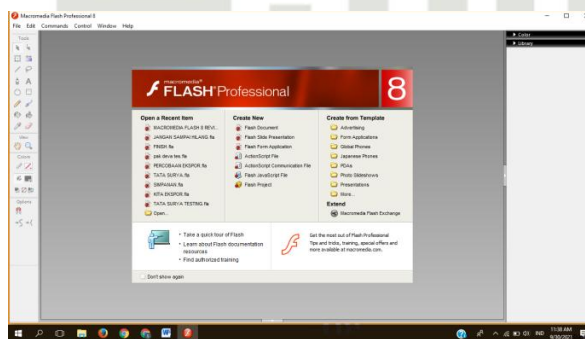 Macromedia Flash Professional 8
File Edit Commands Control Window Help
Tools
View
Colors
Options
Color
Library
macromedia
FLASH Professional 8
Open a Recent Item
MACROMEDIA FLASH 8 REVI...
JANGAN SAMPAI HILANG.fla
FINISH.fla
pak deva tes.fla
PERCOBAAN EKSPOR.fla
TATA SURYA.fla
SIMPANAN.fla
KITA EKSPOR.fla
TATA SURYA TESTING.fla
Open...
Create New
Flash Document
Flash Slide Presentation
Flash Form Application
ActionScript File
ActionScript Communication File
Flash JavaScript File
Flash Project
Create from Template
Advertising
Form Applications
Global Phones
Japanese Phones
PDAs
Photo Slideshows
Presentations
More...
Extend
Macromedia Flash Exchange
Take a quick tour of Flash
Learn about Flash documentation
resources
Find authorized training
Get the most out of Flash Professional
Tips and tricks, training, special offers and
more available at macromedia.com.
Don't show again
IND
11:38 AM
9/30/2021